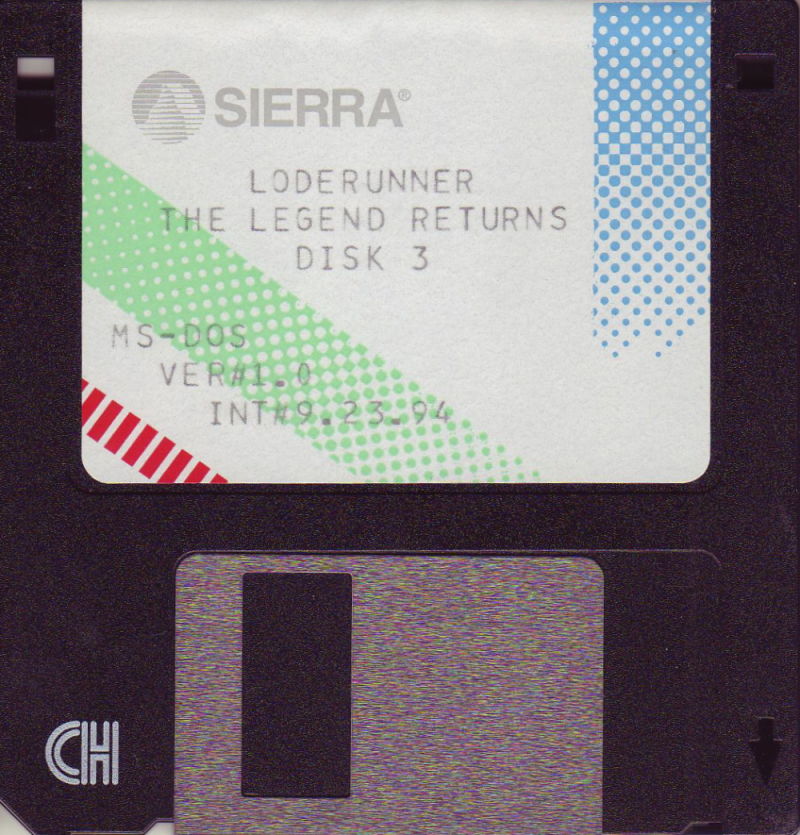 SIERRA®
LODERUNNER
THE LEGEND RETURNS
DISK 3
MS-DOS
VER#1.0
INT#9.23.94
CH